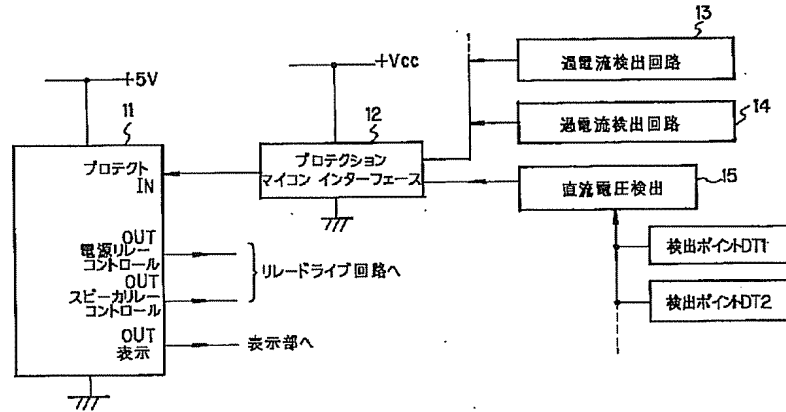 13
過電流検出回路
+Vcc
+5V
14
過電流検出回路
11
12
プロテクト
IN
プロテクション
マイコン インターフェース
15
直流電圧検出
OUT
電源リレー
コントロール
検出ポイントDT1
OUT
スピーカリレー
コントロール
リレードライブ回路へ
検出ポイントDT2
OUT
表示
表示部へ